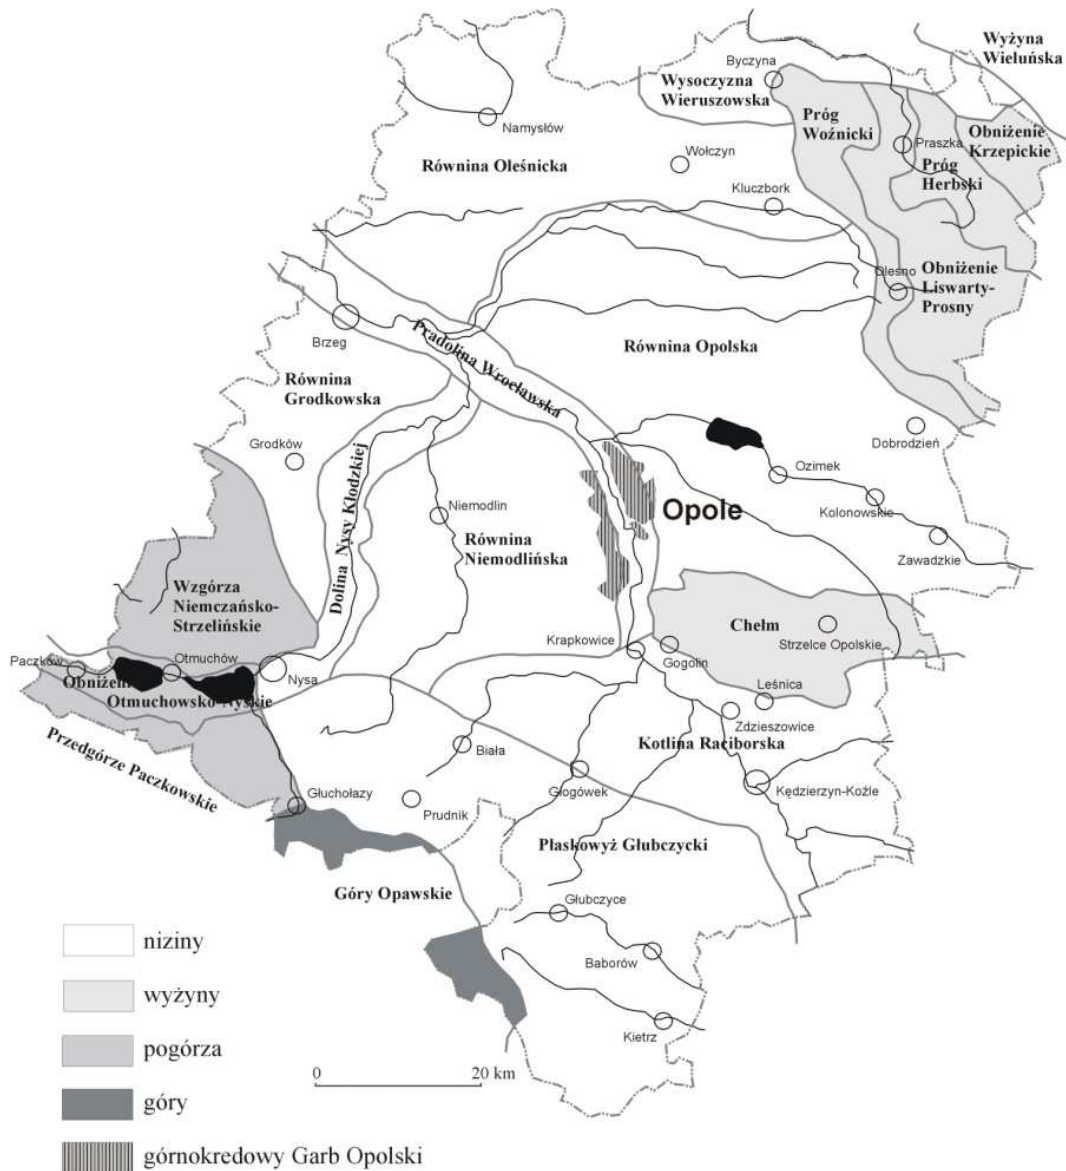 Wyżyna
Wieluńska
Byczyna
Wysoczyzna
Wieruszowska
Namysłów
Próg
Woźnicki
Obniżenie
Krzepickie
Praszka
Próg
Herbski
Równina Oleśnicka
Wołczyn
Kluczbork
Olesno
Obniżenie
Liswarty-
Prosny
Brzeg
Pradolina Wrocławska
Równina Opolska
Równina
Grodkowska
Grodków
Dobrodzień
Ozimek
Kolonowskie
Zawadzkie
Opole
Niemodlin
Równina
Niemodlińska
Dolina Nysy Kłodzkiej
Wzgórza
Niemczańsko-
Strzelińskie
Chełm
Strzelce Opolskie
Krapkowice
Gogolin
Leśnica
Zdzieszowice
Paczków
Otmuchów
Nysa
Obniżenie
Otmuchowsko-Nyskie
Przedgórze Paczkowskie
Kotlina Raciborska
Biała
Głogówek
Kędzierzyn-Koźle
Głuchołazy
Prudnik
Płaskowyż Głubczycki
Góry Opawskie
Głubczyce
Baborów
Kietrz
niziny
wyżyny
pogórza
góry
górnokredowy Garb Opolski
0 20 km